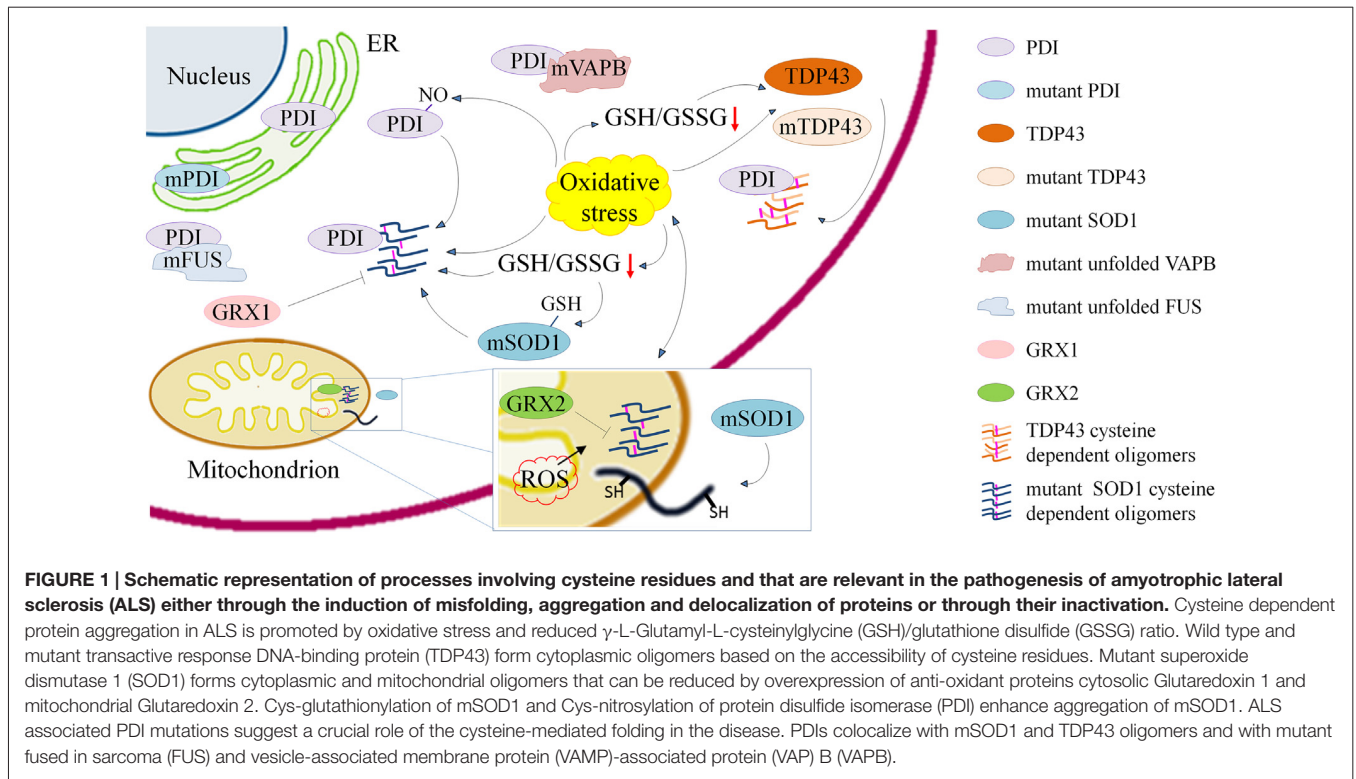 Nucleus
ER
PDI
mPDI
PDI
mFUS
GRX1
Mitochondrion
NO
PDI
PDI
PDI
mVAPB
GSH/GSSG
Oxidative
stress
GSH/GSSG
GSH
mSOD1
TDP43
mTDP43
PDI
GRX2
ROS
SH
SH
mSOD1
PDI
mutant PDI
TDP43
mutant TDP43
mutant SOD1
mutant unfolded VAPB
mutant unfolded FUS
GRX1
GRX2
TDP43 cysteine
dependent oligomers
mutant SOD1 cysteine
dependent oligomers
FIGURE 1 | Schematic representation of processes involving cysteine residues and that are relevant in the pathogenesis of amyotrophic lateral
sclerosis (ALS) either through the induction of misfolding, aggregation and delocalization of proteins or through their inactivation. Cysteine dependent
protein aggregation in ALS is promoted by oxidative stress and reduced γ-L-Glutamyl-L-cysteinylglycine (GSH)/glutathione disulfide (GSSG) ratio. Wild type and
mutant transactive response DNA-binding protein (TDP43) form cytoplasmic oligomers based on the accessibility of cysteine residues. Mutant superoxide
dismutase 1 (SOD1) forms cytoplasmic and mitochondrial oligomers that can be reduced by overexpression of anti-oxidant proteins cytosolic Glutaredoxin 1 and
mitochondrial Glutaredoxin 2. Cys-glutathionylation of mSOD1 and Cys-nitrosylation of protein disulfide isomerase (PDI) enhance aggregation of mSOD1. ALS
associated PDI mutations suggest a crucial role of the cysteine-mediated folding in the disease. PDIs colocalize with mSOD1 and TDP43 oligomers and with mutant
fused in sarcoma (FUS) and vesicle-associated membrane protein (VAMP)-associated protein (VAP) B (VAPB).